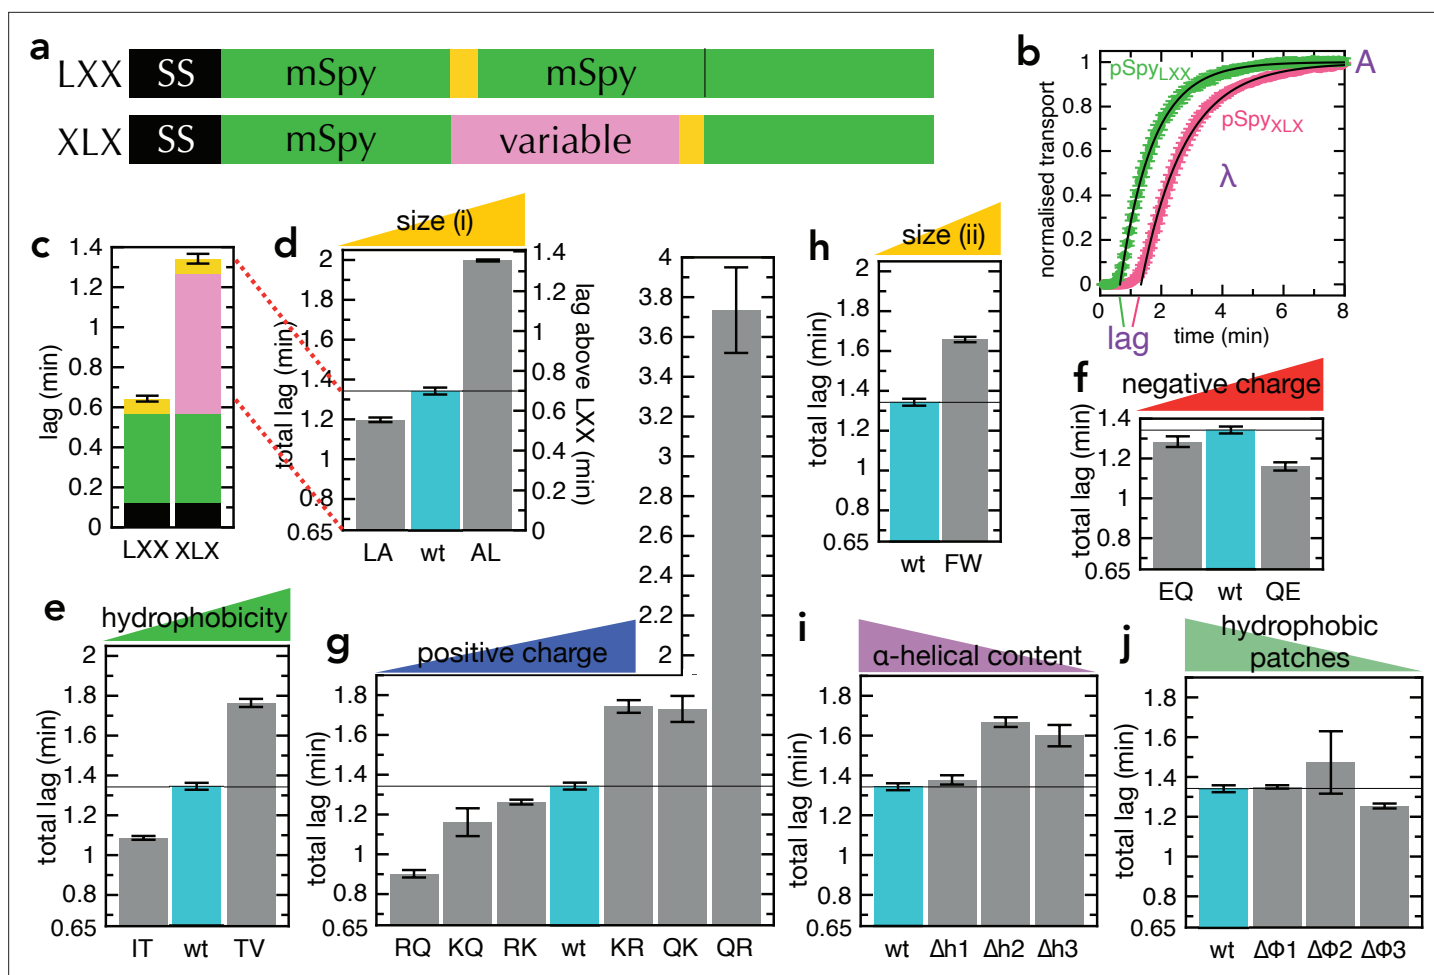 a
LXX SS mSpy mSpy
XLX SS mSpy variable
b
normalised transport
1
0.8
0.6
0.4
0.2
0
pSpyLXX
pSpyXLX
A
λ
0 2 4 6 8
lag
time (min)
c
lag (min)
1.4
1.2
1
0.8
0.6
0.4
0.2
0
LXX XLX
d
size (i)
total lag (min)
2
1.8
1.6
1.4
1.2
1
0.8
0.65
LA wt AL
1.4
1.2
1
0.8
0.6
0.4
0.2
0
lag above LXX (min)
h
size (ii)
total lag (min)
2
1.8
1.6
1.4
1.2
1
0.8
0.65
wt FW
f
negative charge
total lag (min)
1.4
1.2
1
0.8
0.65
EQ wt QE
e
hydrophobicity
total lag (min)
2
1.8
1.6
1.4
1.2
1
0.8
0.65
IT wt TV
g
positive charge
total lag (min)
4
3.8
3.6
3.4
3.2
3
2.8
2.6
2.4
2.2
2
1.8
1.6
1.4
1.2
1
0.8
0.65
RQ KQ RK wt KR QK QR
i
α-helical content
total lag (min)
1.8
1.6
1.4
1.2
1
0.8
0.65
wt Δh1 Δh2 Δh3
j
hydrophobic
patches
total lag (min)
1.8
1.6
1.4
1.2
1
0.8
0.65
wt ΔΦ1 ΔΦ2 ΔΦ3